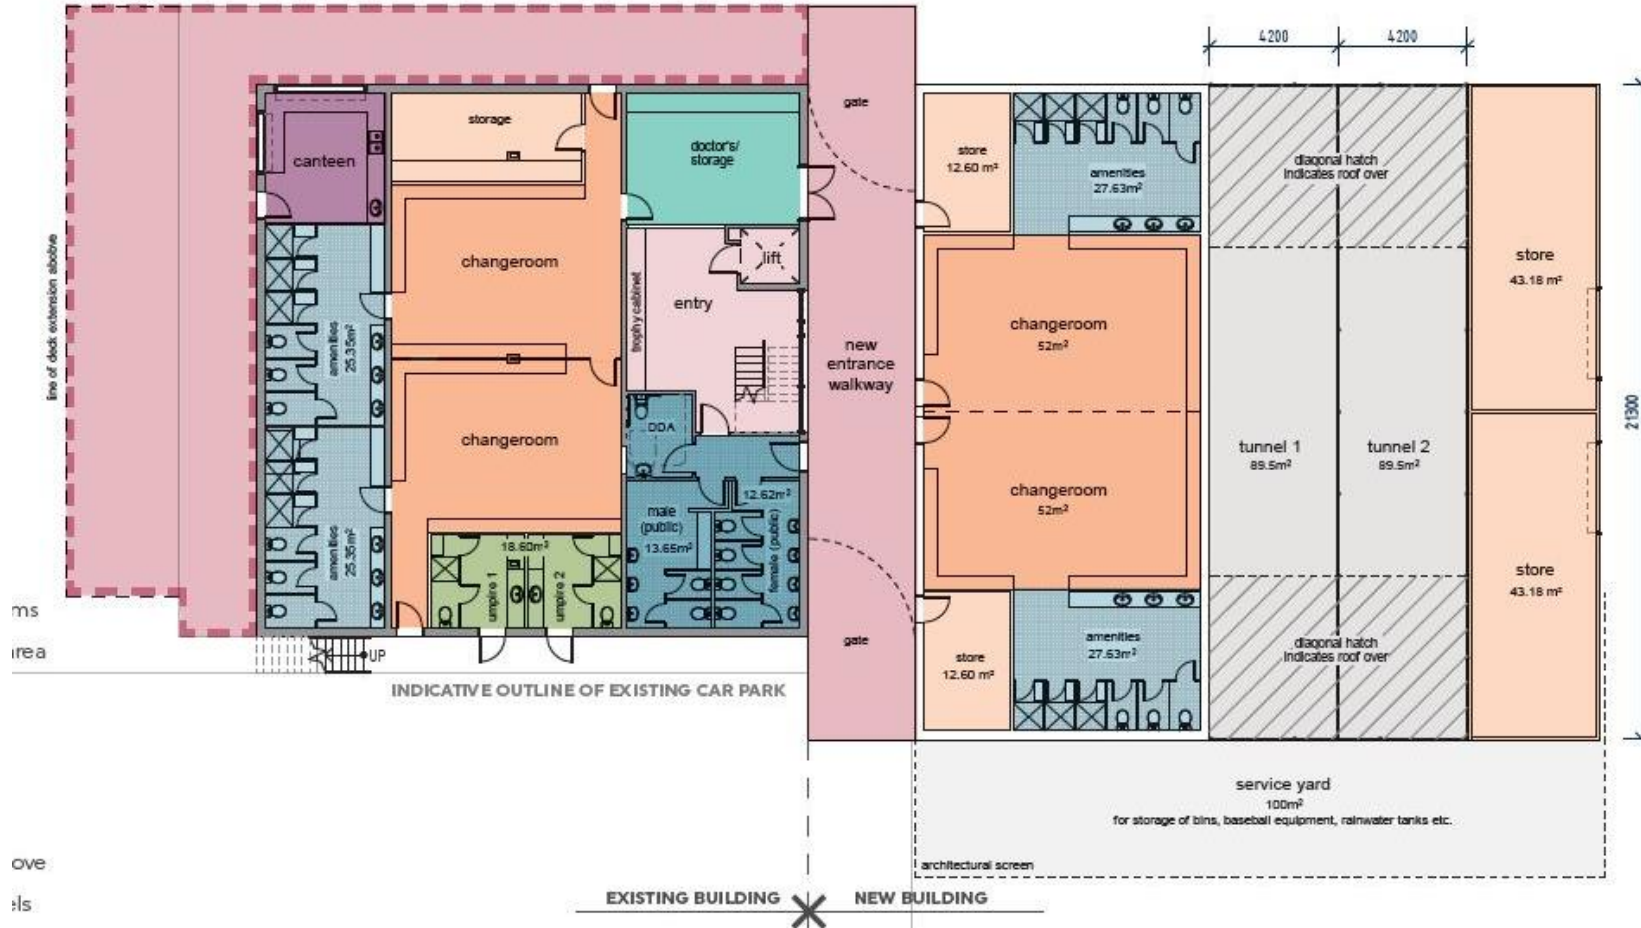 4200
4200
gate
storage
canteen
doctor's/
storage
store
12.60 m²
amenities
27.63m²
diagonal hatch
indicates roof over
line of deck extension abobve
changeroom
lift
trophy cabinet
entry
store
43.18 m²
amenities
25.35m²
changeroom
52m²
new
entrance
walkway
21300
changeroom
DDA
tunnel 1
89.5m²
tunnel 2
89.5m²
changeroom
52m²
12.62m²
male
(public)
13.65m²
female (public)
amenities
25.35m²
18.60m²
umpire 1
umpire 2
store
43.18 m²
ms
area
UP
gate
store
12.60 m²
amenities
27.63m²
diagonal hatch
indicates roof over
INDICATIVE OUTLINE OF EXISTING CAR PARK
service yard
100m²
for storage of bins, baseball equipment, rainwater tanks etc.
architectural screen
ove
els
EXISTING BUILDING
NEW BUILDING